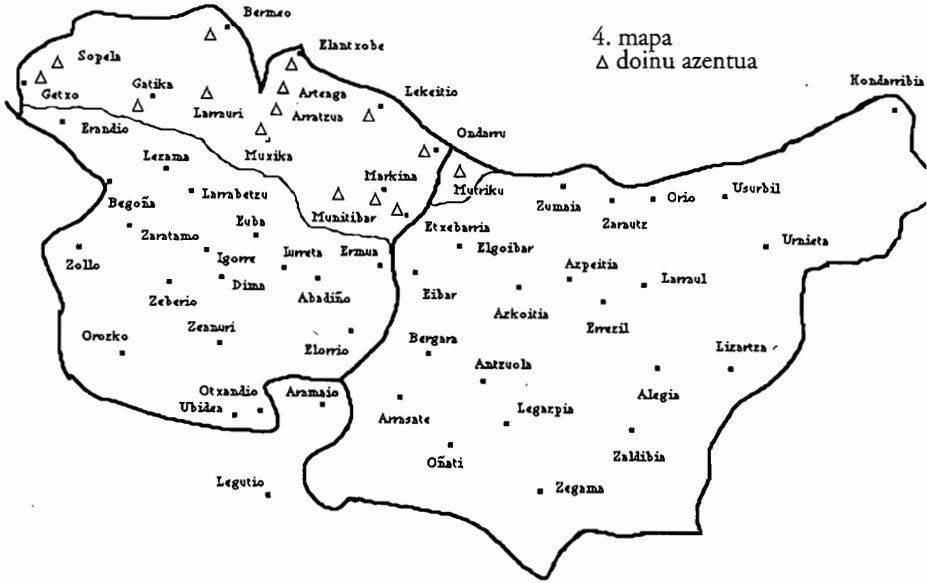 Bermeo
4. mapa
Δ doinu azentua
Elantxobe
Sopela
Hondarribia
Gatika
Arteaga
Lekeitio
Getxo
Larrauri
Arratzua
Erandio
Ondarru
Lezama
Muxika
Markina
Mutriku
Larrabetzu
Usurbil
Begoña
Munitibar
Zumaia
Orio
Euba
Etxebarria
Zarautz
Zaratamo
Urnieta
Igorre
Iurreta
Ermua
Elgoibar
Zollo
Azpeitia
Dima
Larraul
Zeberio
Abadiño
Eibar
Azkoitia
Errezil
Zeanuri
Orozko
Bergara
Elorrio
Lizartza
Antzuola
Otxandio
Aramaio
Alegia
Ubidea
Arrasate
Legazpia
Oñati
Zaldibia
Legutio
Zegama